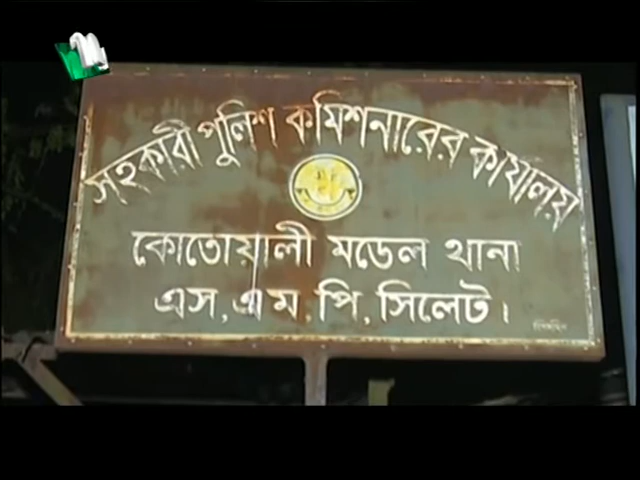 সহকারী পুলিশ কমিশনারের কার্যালয়
কোতোয়ালী মডেল থানা
এস, এম, পি, সিলেট।